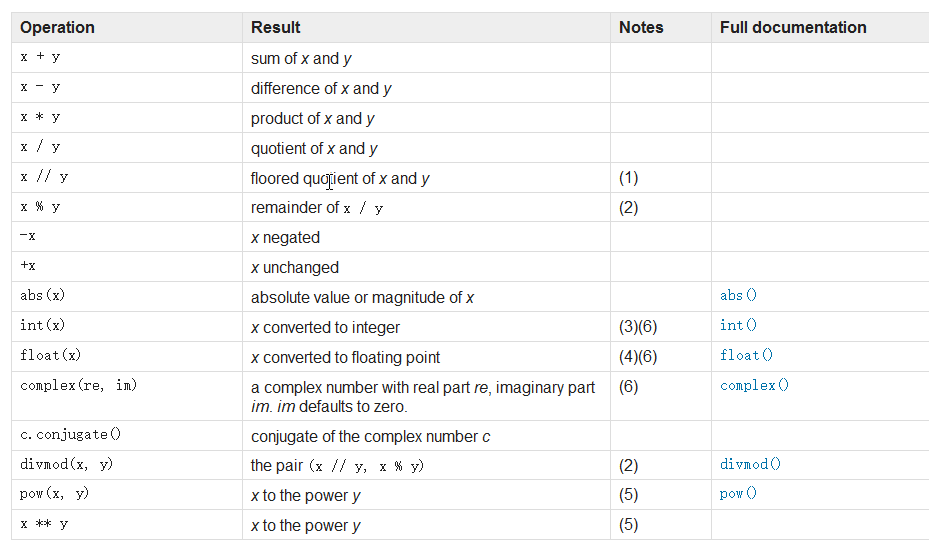 Operation Result Notes Full documentation
x + y sum of x and y
x - y difference of x and y
x * y product of x and y
x / y quotient of x and y
x // y floored quotient of x and y (1)
x % y remainder of x / y (2)
-x x negated
+x x unchanged
abs(x) absolute value or magnitude of x abs()
int(x) x converted to integer (3)(6) int()
float(x) x converted to floating point (4)(6) float()
complex(re, im) a complex number with real part re, imaginary part (6) complex()
im. im defaults to zero.
c.conjugate() conjugate of the complex number c
divmod(x, y) the pair (x // y, x % y) (2) divmod()
pow(x, y) x to the power y (5) pow()
x ** y x to the power y (5)